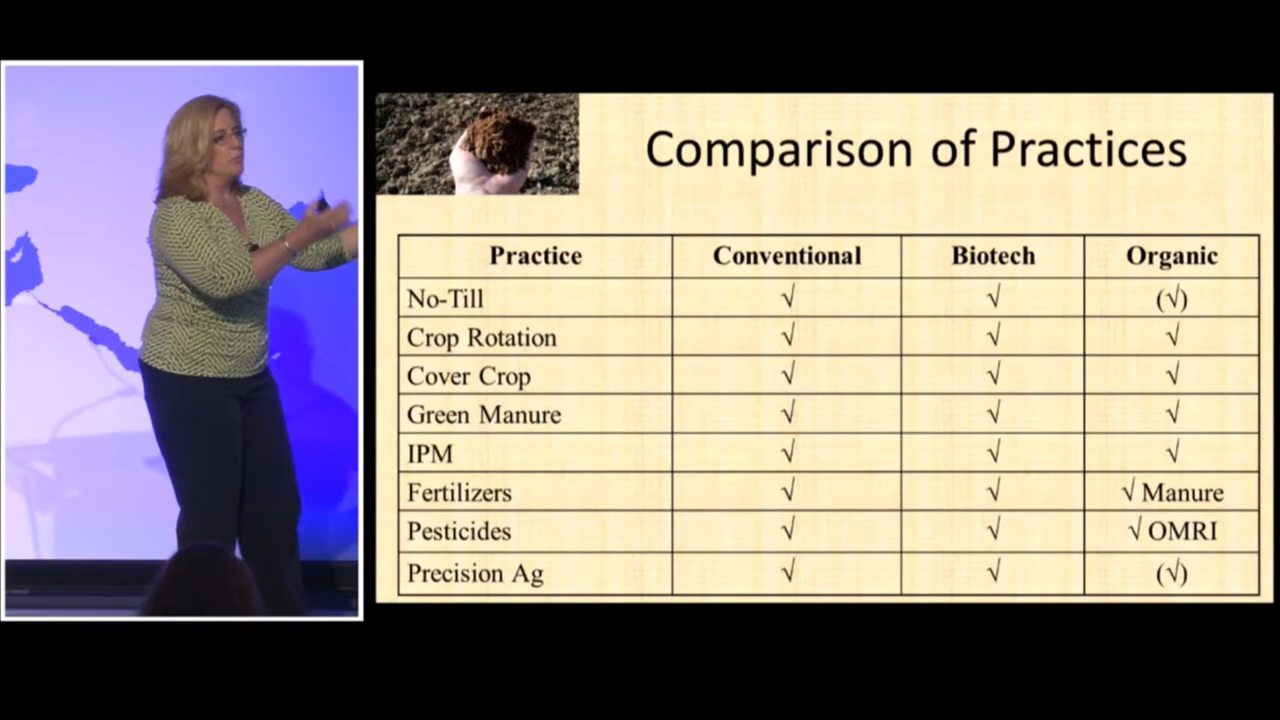 Comparison of Practices
Practice Conventional Biotech Organic
No-Till √ √ (√)
Crop Rotation √ √ √
Cover Crop √ √ √
Green Manure √ √ √
IPM √ √ √
Fertilizers √ √ √ Manure
Pesticides √ √ √ OMRI
Precision Ag √ √ (√)